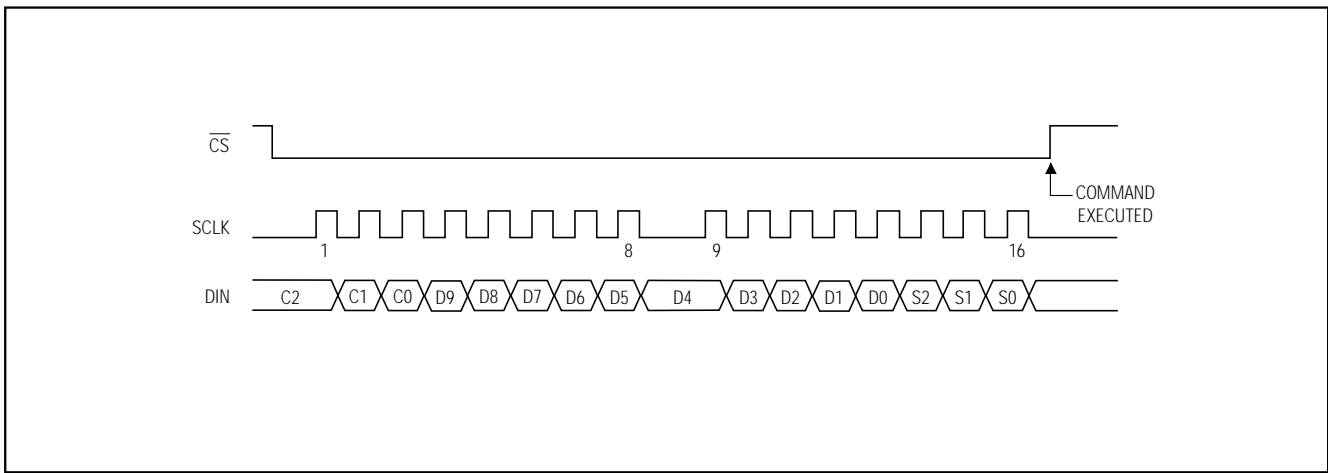 CS
COMMAND
EXECUTED
SCLK
1 8 9 16
DIN C2 C1 C0 D9 D8 D7 D6 D5 D4 D3 D2 D1 D0 S2 S1 S0